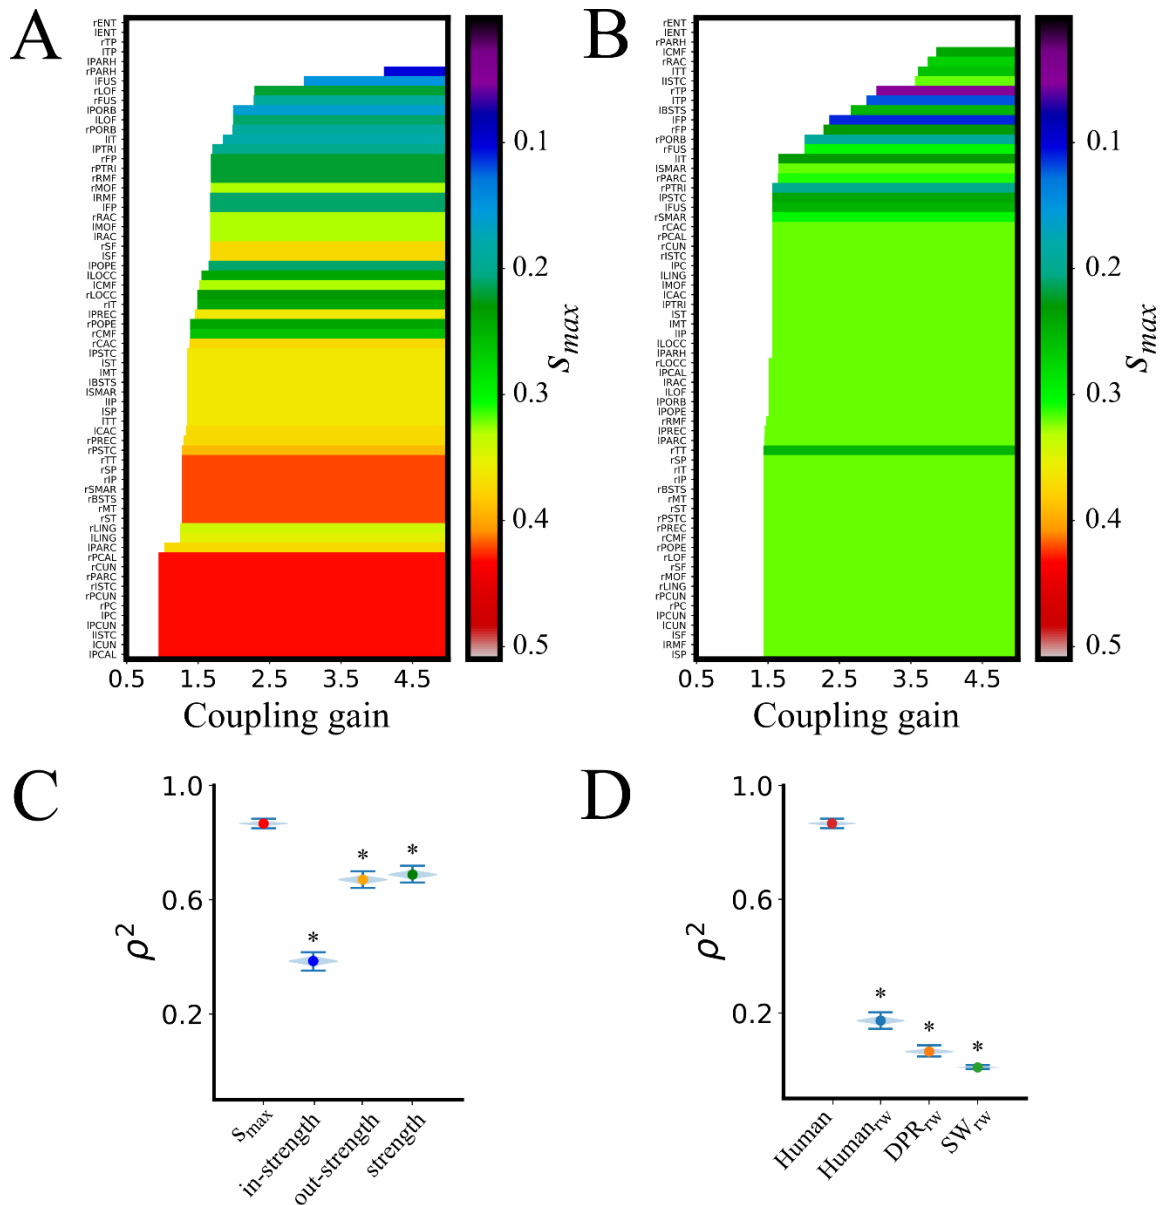 A
rENT
lENT
rTP
lTP
lPARH
rPARH
lFUS
rLOF
rFUS
lPORB
lLOF
rPORB
lIT
lPTRI
rFP
rPTRI
rRMF
rMOF
lRMF
lFP
rRAC
lMOF
lRAC
rSF
lSF
lPOPE
lLOCC
lCMF
rLOCC
rIT
lPREC
rPOPE
rCMF
rCAC
lPSTC
lST
lMT
lBSTS
lSMAR
lIP
lSP
lTT
lCAC
rPREC
rPSTC
rTT
rSP
rIP
rSMAR
rBSTS
rMT
rST
rLING
lLING
lPARC
rPCAL
rCUN
rPARC
rISTC
rPCUN
rPC
lPC
lPCUN
lISTC
lCUN
lPCAL
0.5 1.5 2.5 3.5 4.5
Coupling gain
0.1
0.2
0.3
0.4
0.5
Smax
B
rENT
lENT
rPARH
lCMF
rRAC
lTT
lISTC
rTP
lTP
lBSTS
lFP
rFP
rPORB
rFUS
lIT
lSMAR
rPARC
rPTRI
lPSTC
lFUS
rSMAR
rCAC
rPCAL
rCUN
rISTC
lPC
lLING
lMOF
lCAC
lPTRI
lST
lMT
lIP
lLOCC
lPARH
rLOCC
lPCAL
lRAC
lLOF
lPORB
lPOPE
rRMF
lPREC
lPARC
rTT
rSP
rIT
rIP
rBSTS
rMT
rST
rPSTC
rPREC
rCMF
rPOPE
rLOF
rSF
rMOF
rLING
rPCUN
rPC
lPCUN
lCUN
lSF
lRMF
lSP
0.5 1.5 2.5 3.5 4.5
Coupling gain
0.1
0.2
0.3
0.4
0.5
Smax
C
1.0
0.6
0.2
ρ²
* * *
Smax
in-strength
out-strength
strength
D
1.0
0.6
0.2
ρ²
* * *
Human
Humanrw
DPRrw
SWrw